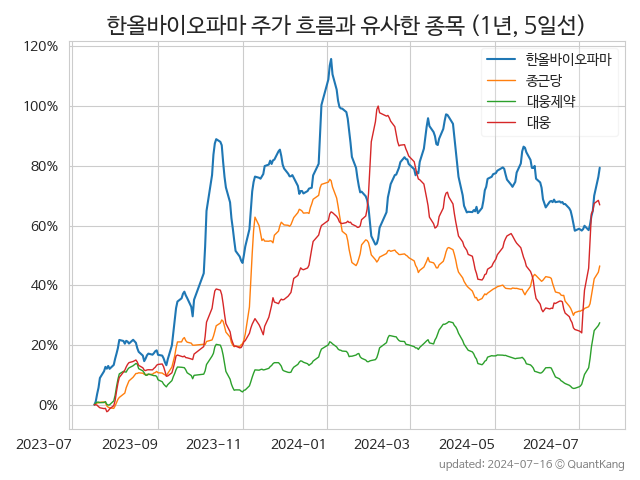 한올바이오파마 주가 흐름과 유사한 종목 (1년, 5일선)
120%
100%
80%
60%
40%
20%
0%
한올바이오파마
종근당
대웅제약
대웅
2023-07
2023-09
2023-11
2024-01
2024-03
2024-05
2024-07
updated: 2024-07-16 © QuantKang